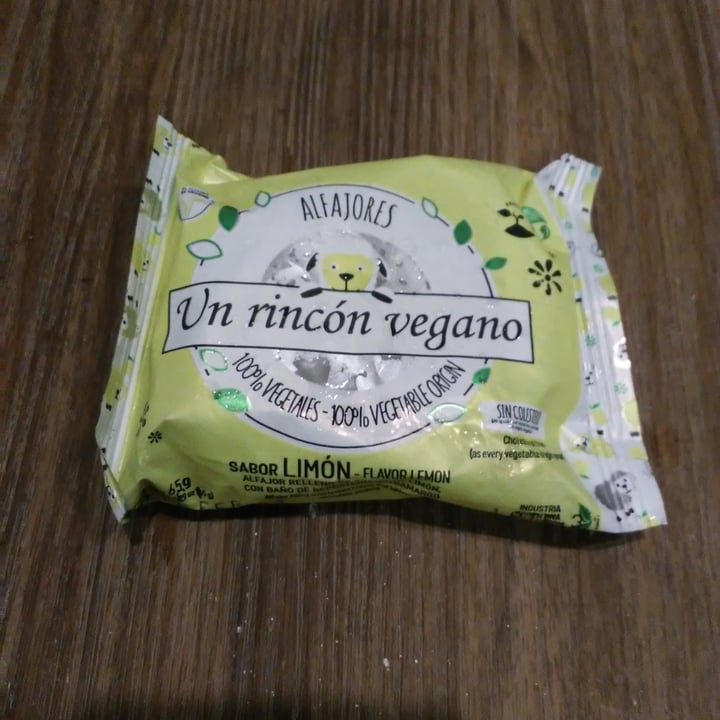 ALFAJORES
Un rincón vegano
100% VEGETALES - 100% VEGETABLE ORIGIN
SIN COLESTEROL
(as every vegetable
SABOR LIMÓN - FLAVOR LEMON
65g
ALFAJOR RELLENO LIMÓN,
CON BAÑO DE
INDUSTRIA